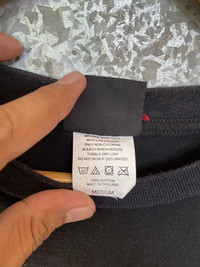 ONLY NON-CHLORINE
BLEACH WHEN NEEDED
TUMBLE DRY LOW
DO NOT IRON IF DECORATED
100% COTTON
MADE IN THAILAND
MEDIUM